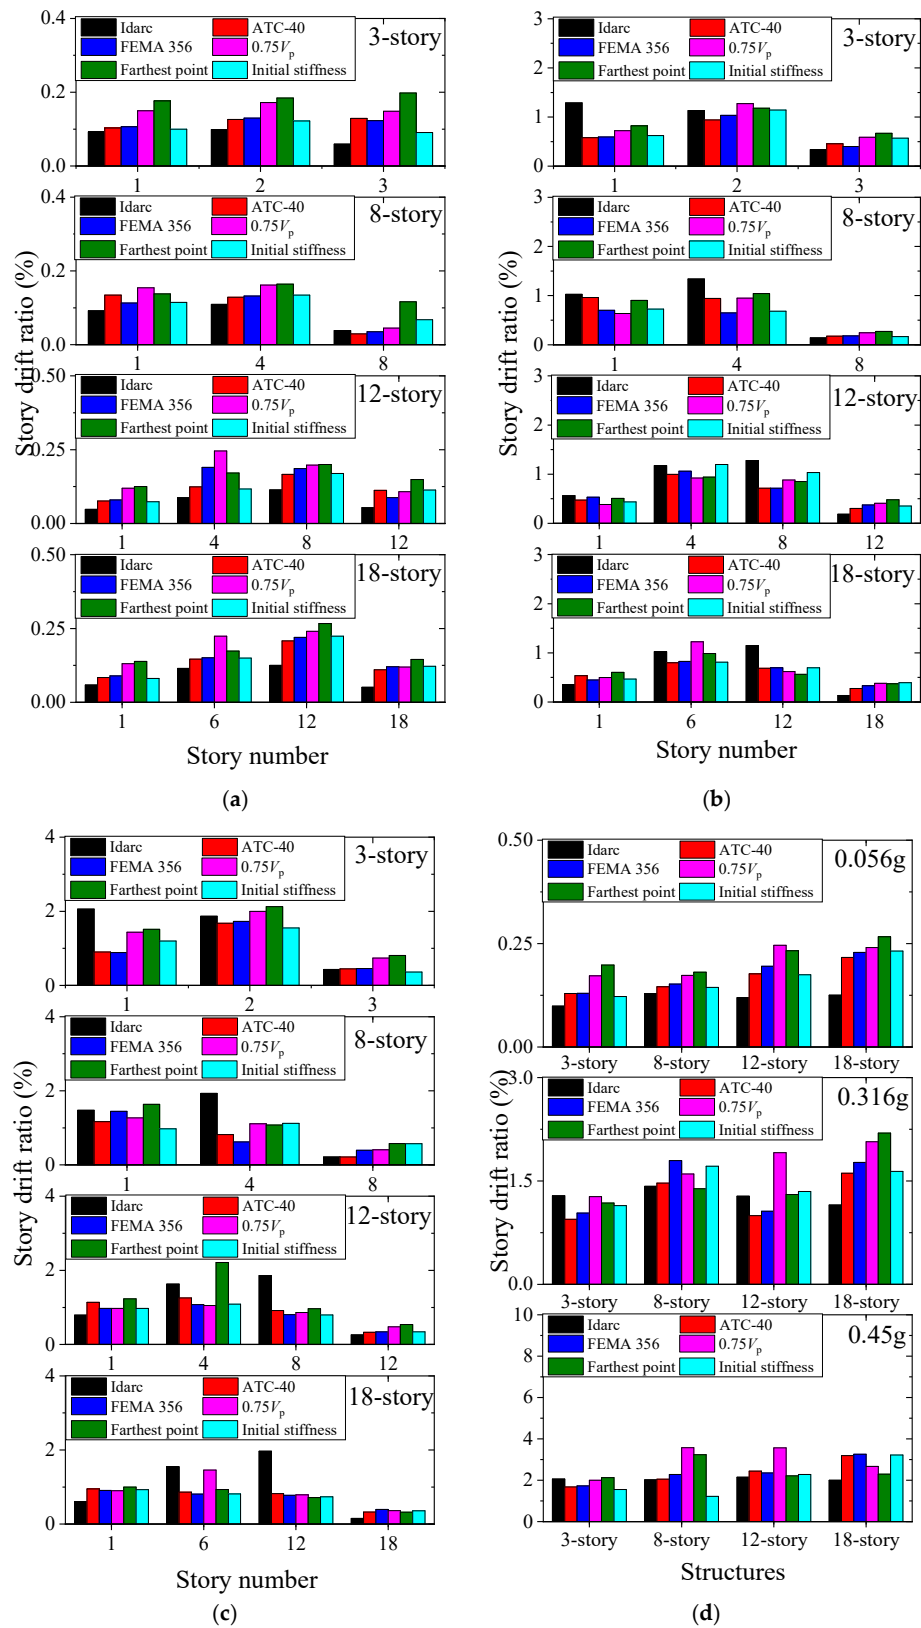 0.4
Idarc
ATC-40
3-story
FEMA 356
0.75Vp
Farthest point
Initial stiffness
0.2
0.0
1
2
3
0.4
Idarc
ATC-40
8-story
FEMA 356
0.75Vp
Farthest point
Initial stiffness
0.2
0.0
1
4
8
0.50
Idarc
ATC-40
12-story
FEMA 356
0.75Vp
Farthest point
Initial stiffness
0.25
0.00
1
4
8
12
0.50
Idarc
ATC-40
18-story
FEMA 356
0.75Vp
Farthest point
Initial stiffness
0.25
0.00
1
6
12
18
Story drift ratio (%)
Story number
(a)
3
Idarc
ATC-40
3-story
FEMA 356
0.75Vp
Farthest point
Initial stiffness
2
1
0
1
2
3
3
Idarc
ATC-40
8-story
FEMA 356
0.75Vp
Farthest point
Initial stiffness
2
1
0
1
4
8
3
Idarc
ATC-40
12-story
FEMA 356
0.75Vp
Farthest point
Initial stiffness
2
1
0
1
4
8
12
3
Idarc
ATC-40
18-story
FEMA 356
0.75Vp
Farthest point
Initial stiffness
2
1
0
1
6
12
18
Story drift ratio (%)
Story number
(b)
4
Idarc
ATC-40
3-story
FEMA 356
0.75Vp
Farthest point
Initial stiffness
2
0
1
2
3
4
Idarc
ATC-40
8-story
FEMA 356
0.75Vp
Farthest point
Initial stiffness
2
0
1
4
8
4
Idarc
ATC-40
12-story
FEMA 356
0.75Vp
Farthest point
Initial stiffness
2
0
1
4
8
12
4
Idarc
ATC-40
18-story
FEMA 356
0.75Vp
Farthest point
Initial stiffness
2
0
1
6
12
18
Story drift ratio (%)
Story number
(c)
0.50
Idarc
ATC-40
0.056g
FEMA 356
0.75Vp
Farthest point
Initial stiffness
0.25
0.00
3-story
8-story
12-story
18-story
3.0
Idarc
ATC-40
0.316g
FEMA 356
0.75Vp
Farthest point
Initial stiffness
1.5
0.0
3-story
8-story
12-story
18-story
10
Idarc
ATC-40
0.45g
FEMA 356
0.75Vp
Farthest point
Initial stiffness
8
6
4
2
0
3-story
8-story
12-story
18-story
Story drift ratio (%)
Structures
(d)